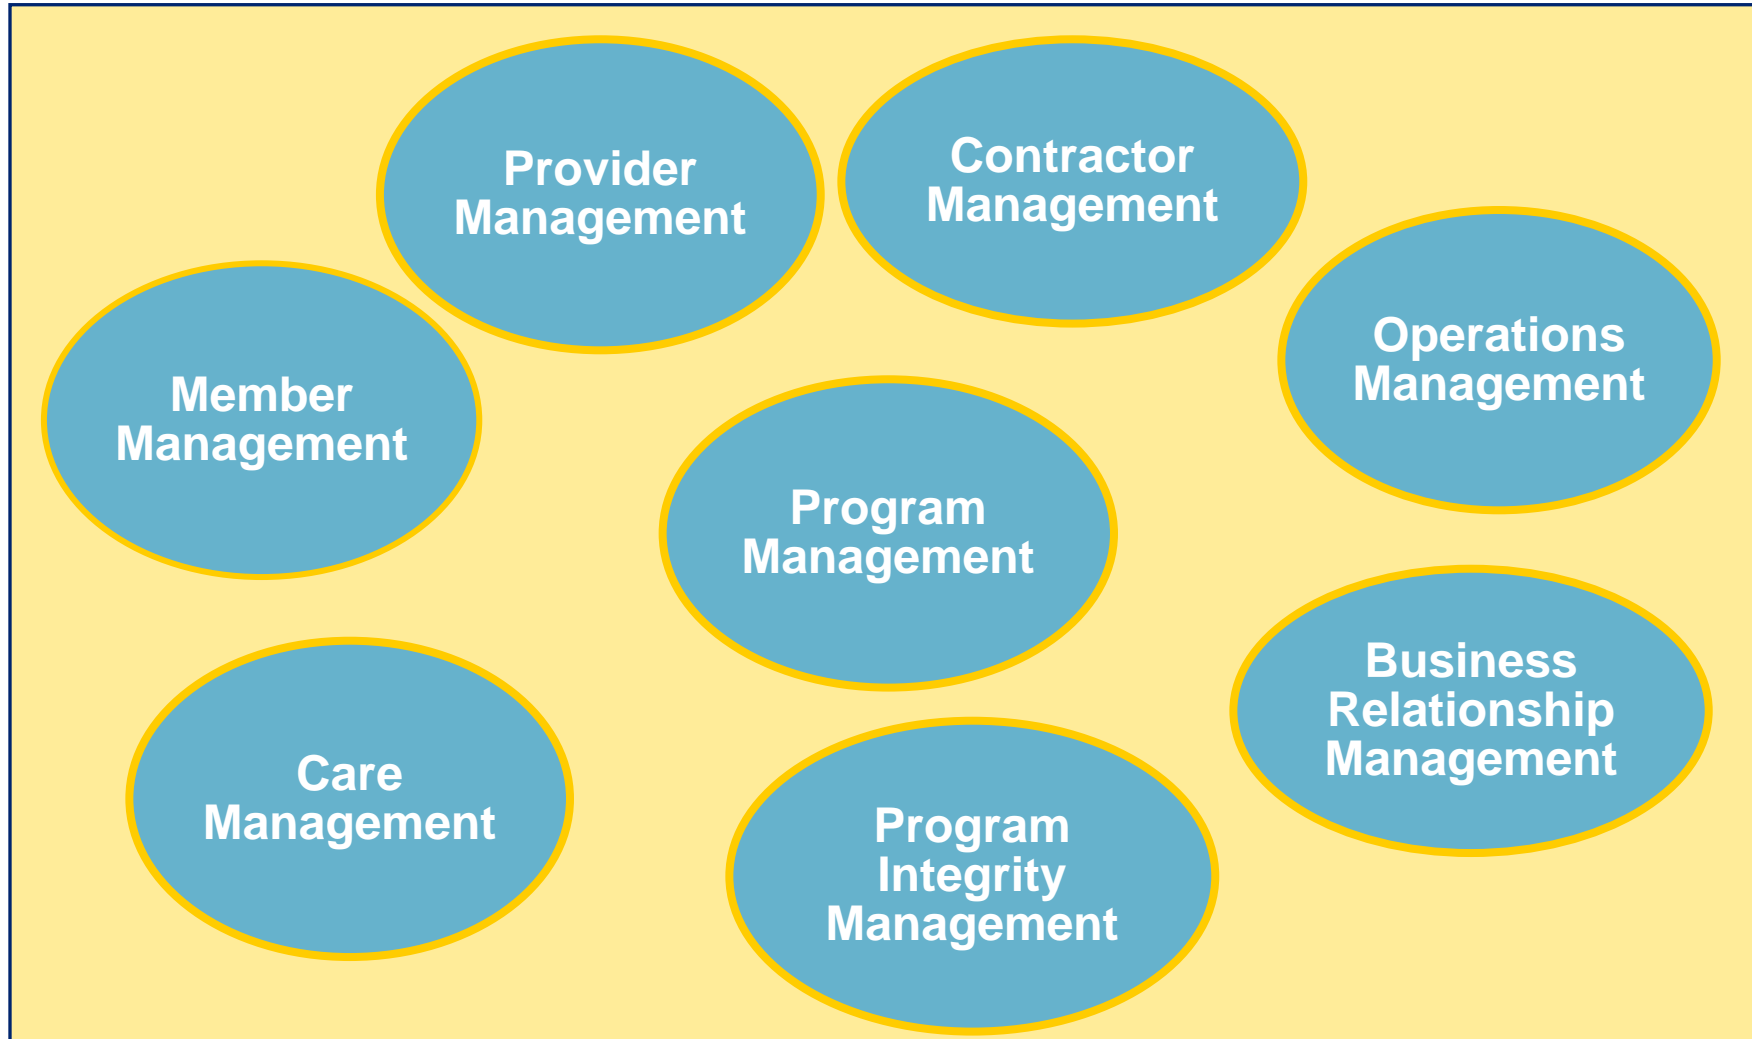 Provider
Management
Contractor
Management
Operations
Management
Member
Management
Program
Management
Business
Relationship
Management
Care
Management
Program
Integrity
Management